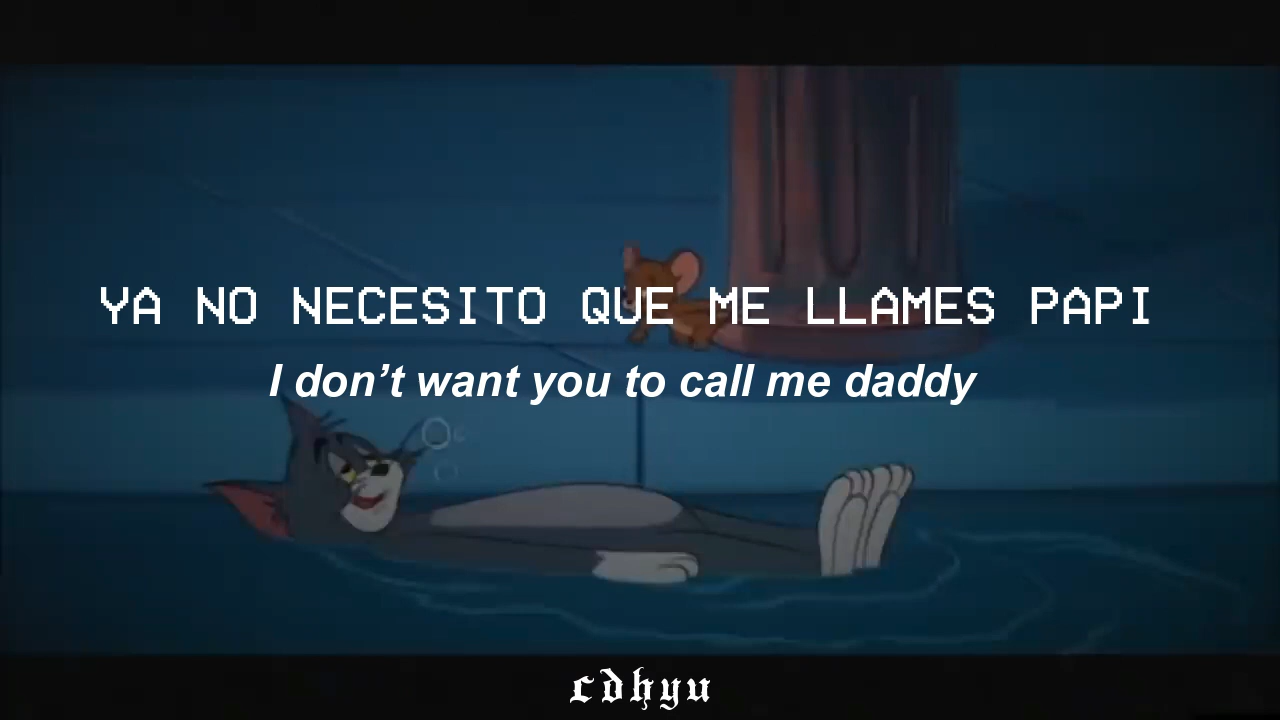 YA NO NECESITO QUE ME LLAMES PAPI
I don’t want you to call me daddy
cdhyu